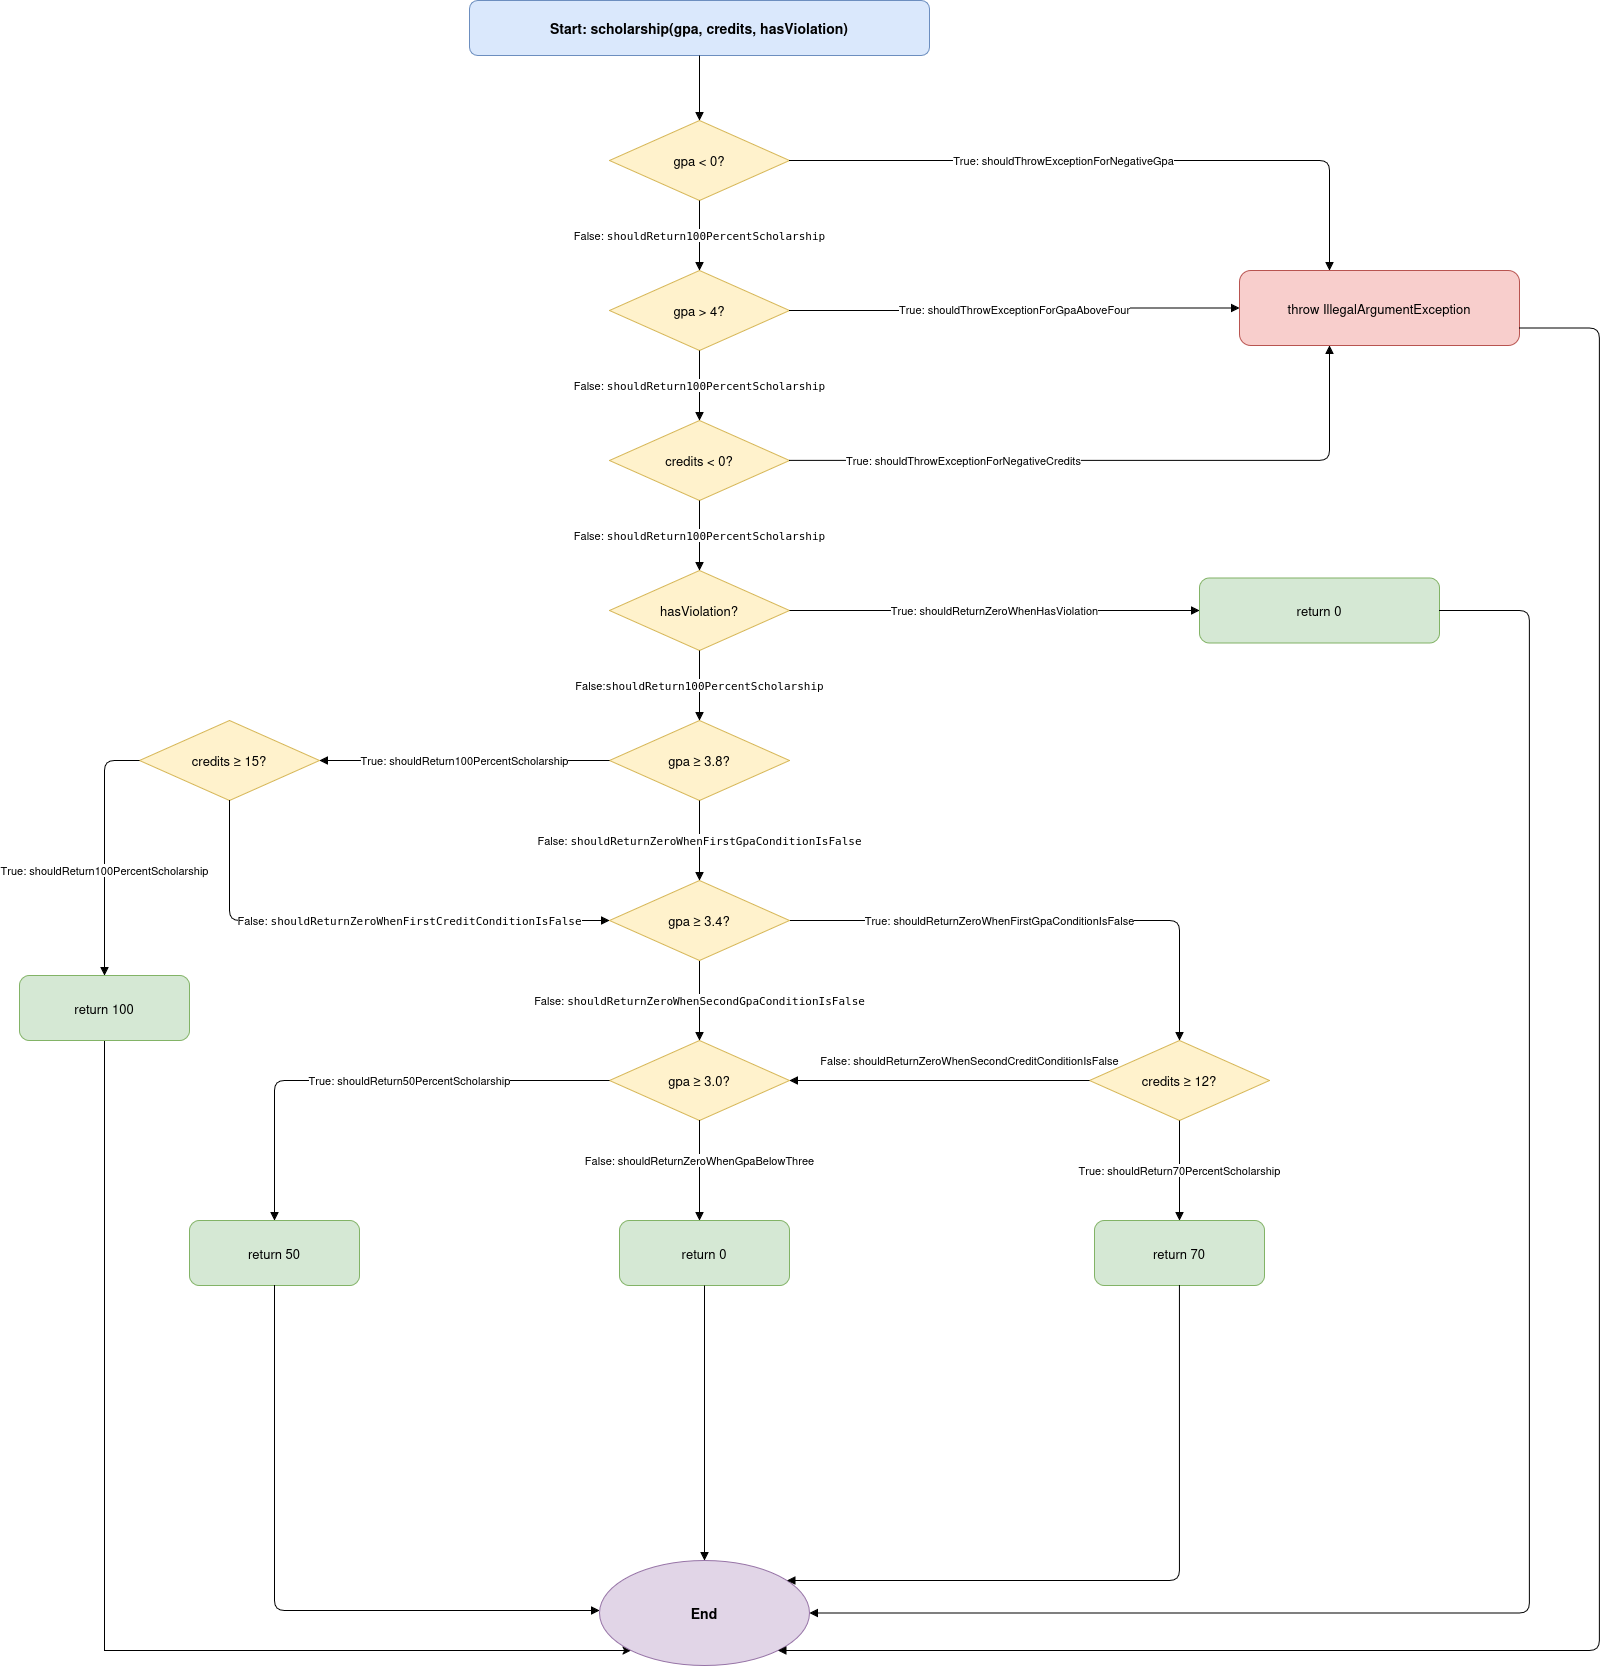 Start: scholarship(gpa, credits, hasViolation)
gpa < 0?
True: shouldThrowExceptionForNegativeGpa
False: shouldReturn100PercentScholarship
gpa > 4?
True: shouldThrowExceptionForGpaAboveFour
throw IllegalArgumentException
False: shouldReturn100PercentScholarship
credits < 0?
True: shouldThrowExceptionForNegativeCredits
False: shouldReturn100PercentScholarship
hasViolation?
True: shouldReturnZeroWhenHasViolation
return 0
False:shouldReturn100PercentScholarship
credits ≥ 15?
True: shouldReturn100PercentScholarship
gpa ≥ 3.8?
False: shouldReturnZeroWhenFirstGpaConditionIsFalse
True: shouldReturn100PercentScholarship
False: shouldReturnZeroWhenFirstCreditConditionIsFalse
gpa ≥ 3.4?
True: shouldReturnZeroWhenFirstGpaConditionIsFalse
return 100
False: shouldReturnZeroWhenSecondGpaConditionIsFalse
False: shouldReturnZeroWhenSecondCreditConditionIsFalse
True: shouldReturn50PercentScholarship
gpa ≥ 3.0?
credits ≥ 12?
False: shouldReturnZeroWhenGpaBelowThree
True: shouldReturn70PercentScholarship
return 50
return 0
return 70
End